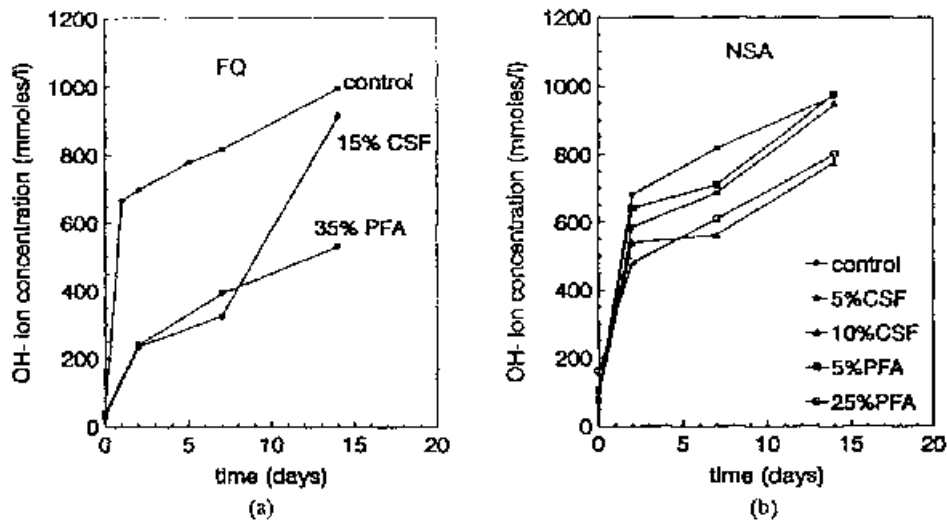 1200
1000
800
600
400
200
0
OH- ion concentration (mmoles/l)
FQ
control
15% CSF
35% PFA
0 5 10 15 20
time (days)
(a)
1200
1000
800
600
400
200
0
OH- ion concentration (mmoles/l)
NSA
control
5%CSF
10%CSF
5%PFA
25%PFA
0 5 10 15 20
time (days)
(b)